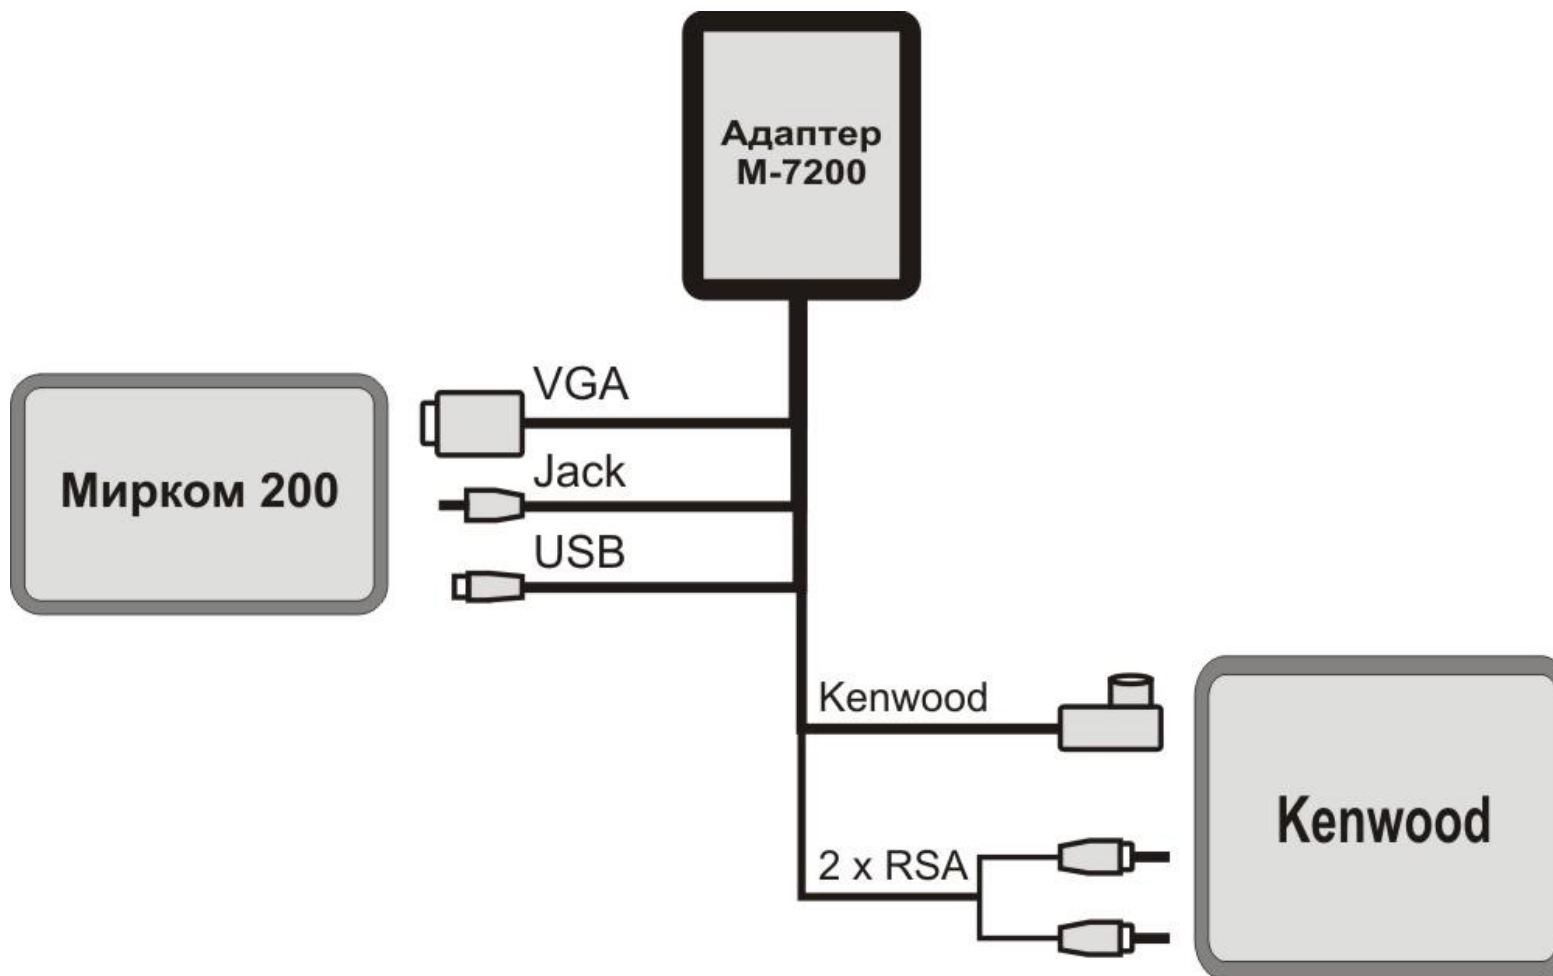 Адаптер
М-7200
VGA
Мирком 200
Jack
USB
Kenwood
Kenwood
2 x RSA